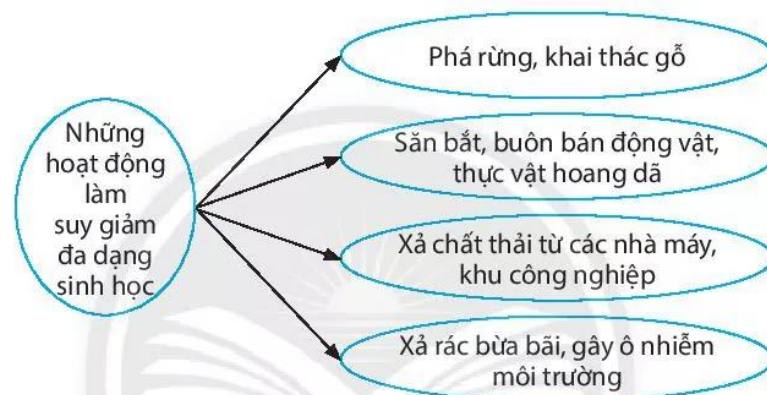 Những
hoạt động
làm
suy giảm
đa dạng
sinh học
Phá rừng, khai thác gỗ
Săn bắt, buôn bán động vật,
thực vật hoang dã
Xả chất thải từ các nhà máy,
khu công nghiệp
Xả rác bừa bãi, gây ô nhiễm
môi trường